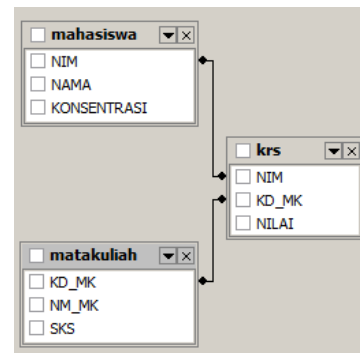 mahasiswa
NIM
NAMA
KONSENTRASI
krs
NIM
KD_MK
NILAI
matakuliah
KD_MK
NM_MK
SKS